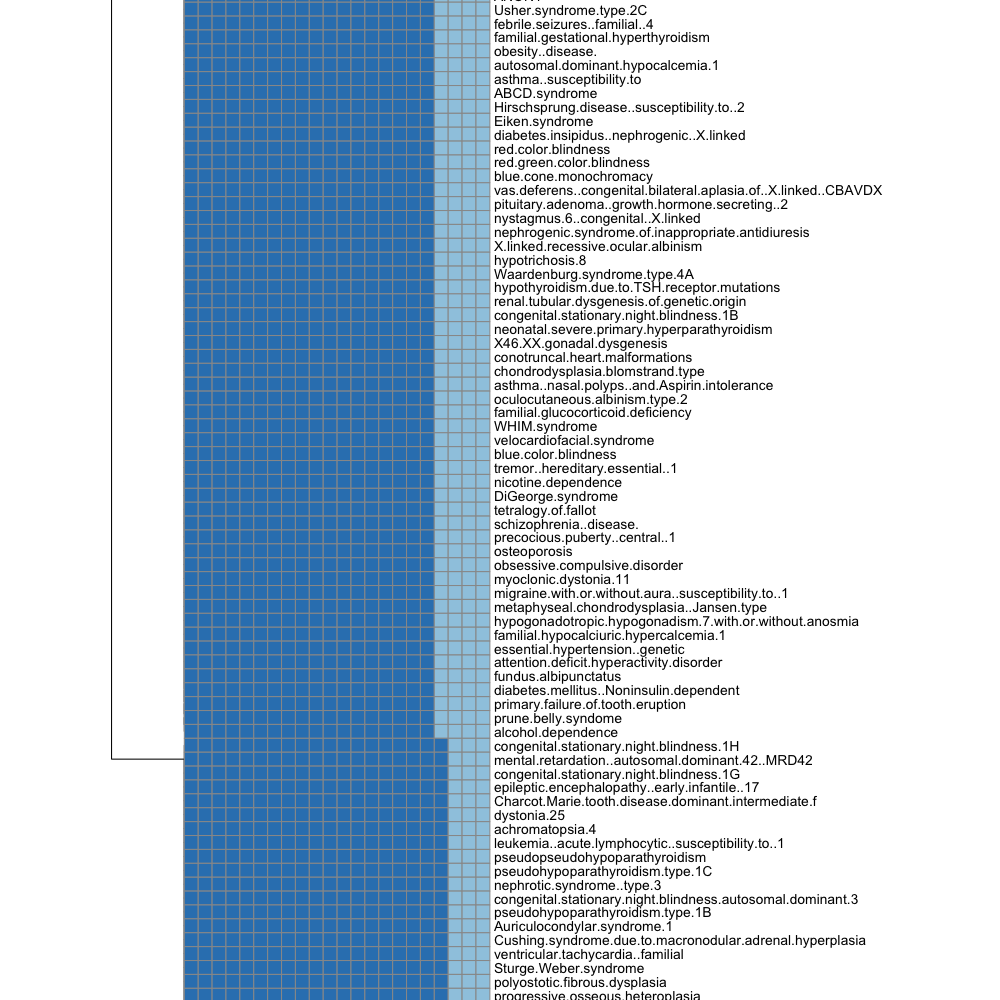 Usher.syndrome.type.2C
febrile.seizures..familial..4
familial.gestational.hyperthyroidism
obesity..disease.
autosomal.dominant.hypocalcemia.1
asthma..susceptibility.to
ABCD.syndrome
Hirschsprung.disease..susceptibility.to..2
Eiken.syndrome
diabetes.insipidus..nephrogenic..X.linked
red.color.blindness
red.green.color.blindness
blue.cone.monochromacy
vas.deferens..congenital.bilateral.aplasia.of..X.linked..CBAVDX
pituitary.adenoma..growth.hormone.secreting..2
nystagmus.6..congenital..X.linked
nephrogenic.syndrome.of.inappropriate.antidiuresis
X.linked.recessive.ocular.albinism
hypotrichosis.8
Waardenburg.syndrome.type.4A
hypothyroidism.due.to.TSH.receptor.mutations
renal.tubular.dysgenesis.of.genetic.origin
congenital.stationary.night.blindness.1B
neonatal.severe.primary.hyperparathyroidism
X46.XX.gonadal.dysgenesis
conotruncal.heart.malformations
chondrodysplasia.blomstrand.type
asthma..nasal.polyps..and.Aspirin.intolerance
oculocutaneous.albinism.type.2
familial.glucocorticoid.deficiency
WHIM.syndrome
velocardiofacial.syndrome
blue.color.blindness
tremor..hereditary.essential..1
nicotine.dependence
DiGeorge.syndrome
tetralogy.of.fallot
schizophrenia..disease.
precocious.puberty..central..1
osteoporosis
obsessive.compulsive.disorder
myoclonic.dystonia.11
migraine.with.or.without.aura..susceptibility.to..1
metaphyseal.chondrodysplasia..Jansen.type
hypogonadotropic.hypogonadism.7.with.or.without.anosmia
familial.hypocalciuric.hypercalcemia.1
essential.hypertension..genetic
attention.deficit.hyperactivity.disorder
fundus.albipunctatus
diabetes.mellitus..Noninsulin.dependent
primary.failure.of.tooth.eruption
prune.belly.syndome
alcohol.dependence
congenital.stationary.night.blindness.1H
mental.retardation..autosomal.dominant.42..MRD42
congenital.stationary.night.blindness.1G
epileptic.encephalopathy..early.infantile..17
Charcot.Marie.tooth.disease.dominant.intermediate.f
dystonia.25
achromatopsia.4
leukemia..acute.lymphocytic..susceptibility.to..1
pseudopseudohypoparathyroidism
pseudohypoparathyroidism.type.1C
nephrotic.syndrome..type.3
congenital.stationary.night.blindness.autosomal.dominant.3
pseudohypoparathyroidism.type.1B
Auriculocondylar.syndrome.1
Cushing.syndrome.due.to.macronodular.adrenal.hyperplasia
ventricular.tachycardia..familial
Sturge.Weber.syndrome
polyostotic.fibrous.dysplasia
progressive.osseous.heteroplasia